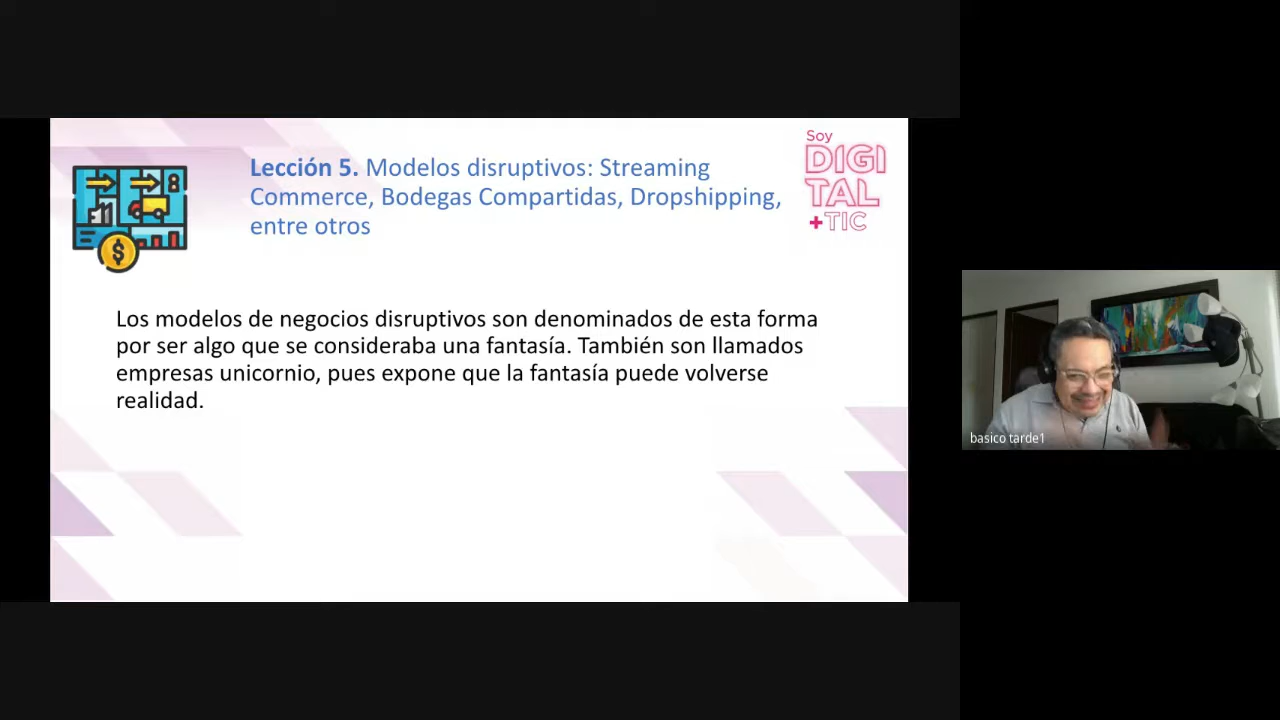 Lección 5. Modelos disruptivos: Streaming
Commerce, Bodegas Compartidas, Dropshipping,
entre otros
Soy
DIGI
TAL
+TIC
Los modelos de negocios disruptivos son denominados de esta forma
por ser algo que se consideraba una fantasía. También son llamados
empresas unicornio, pues expone que la fantasía puede volverse
realidad.
basico tarde1